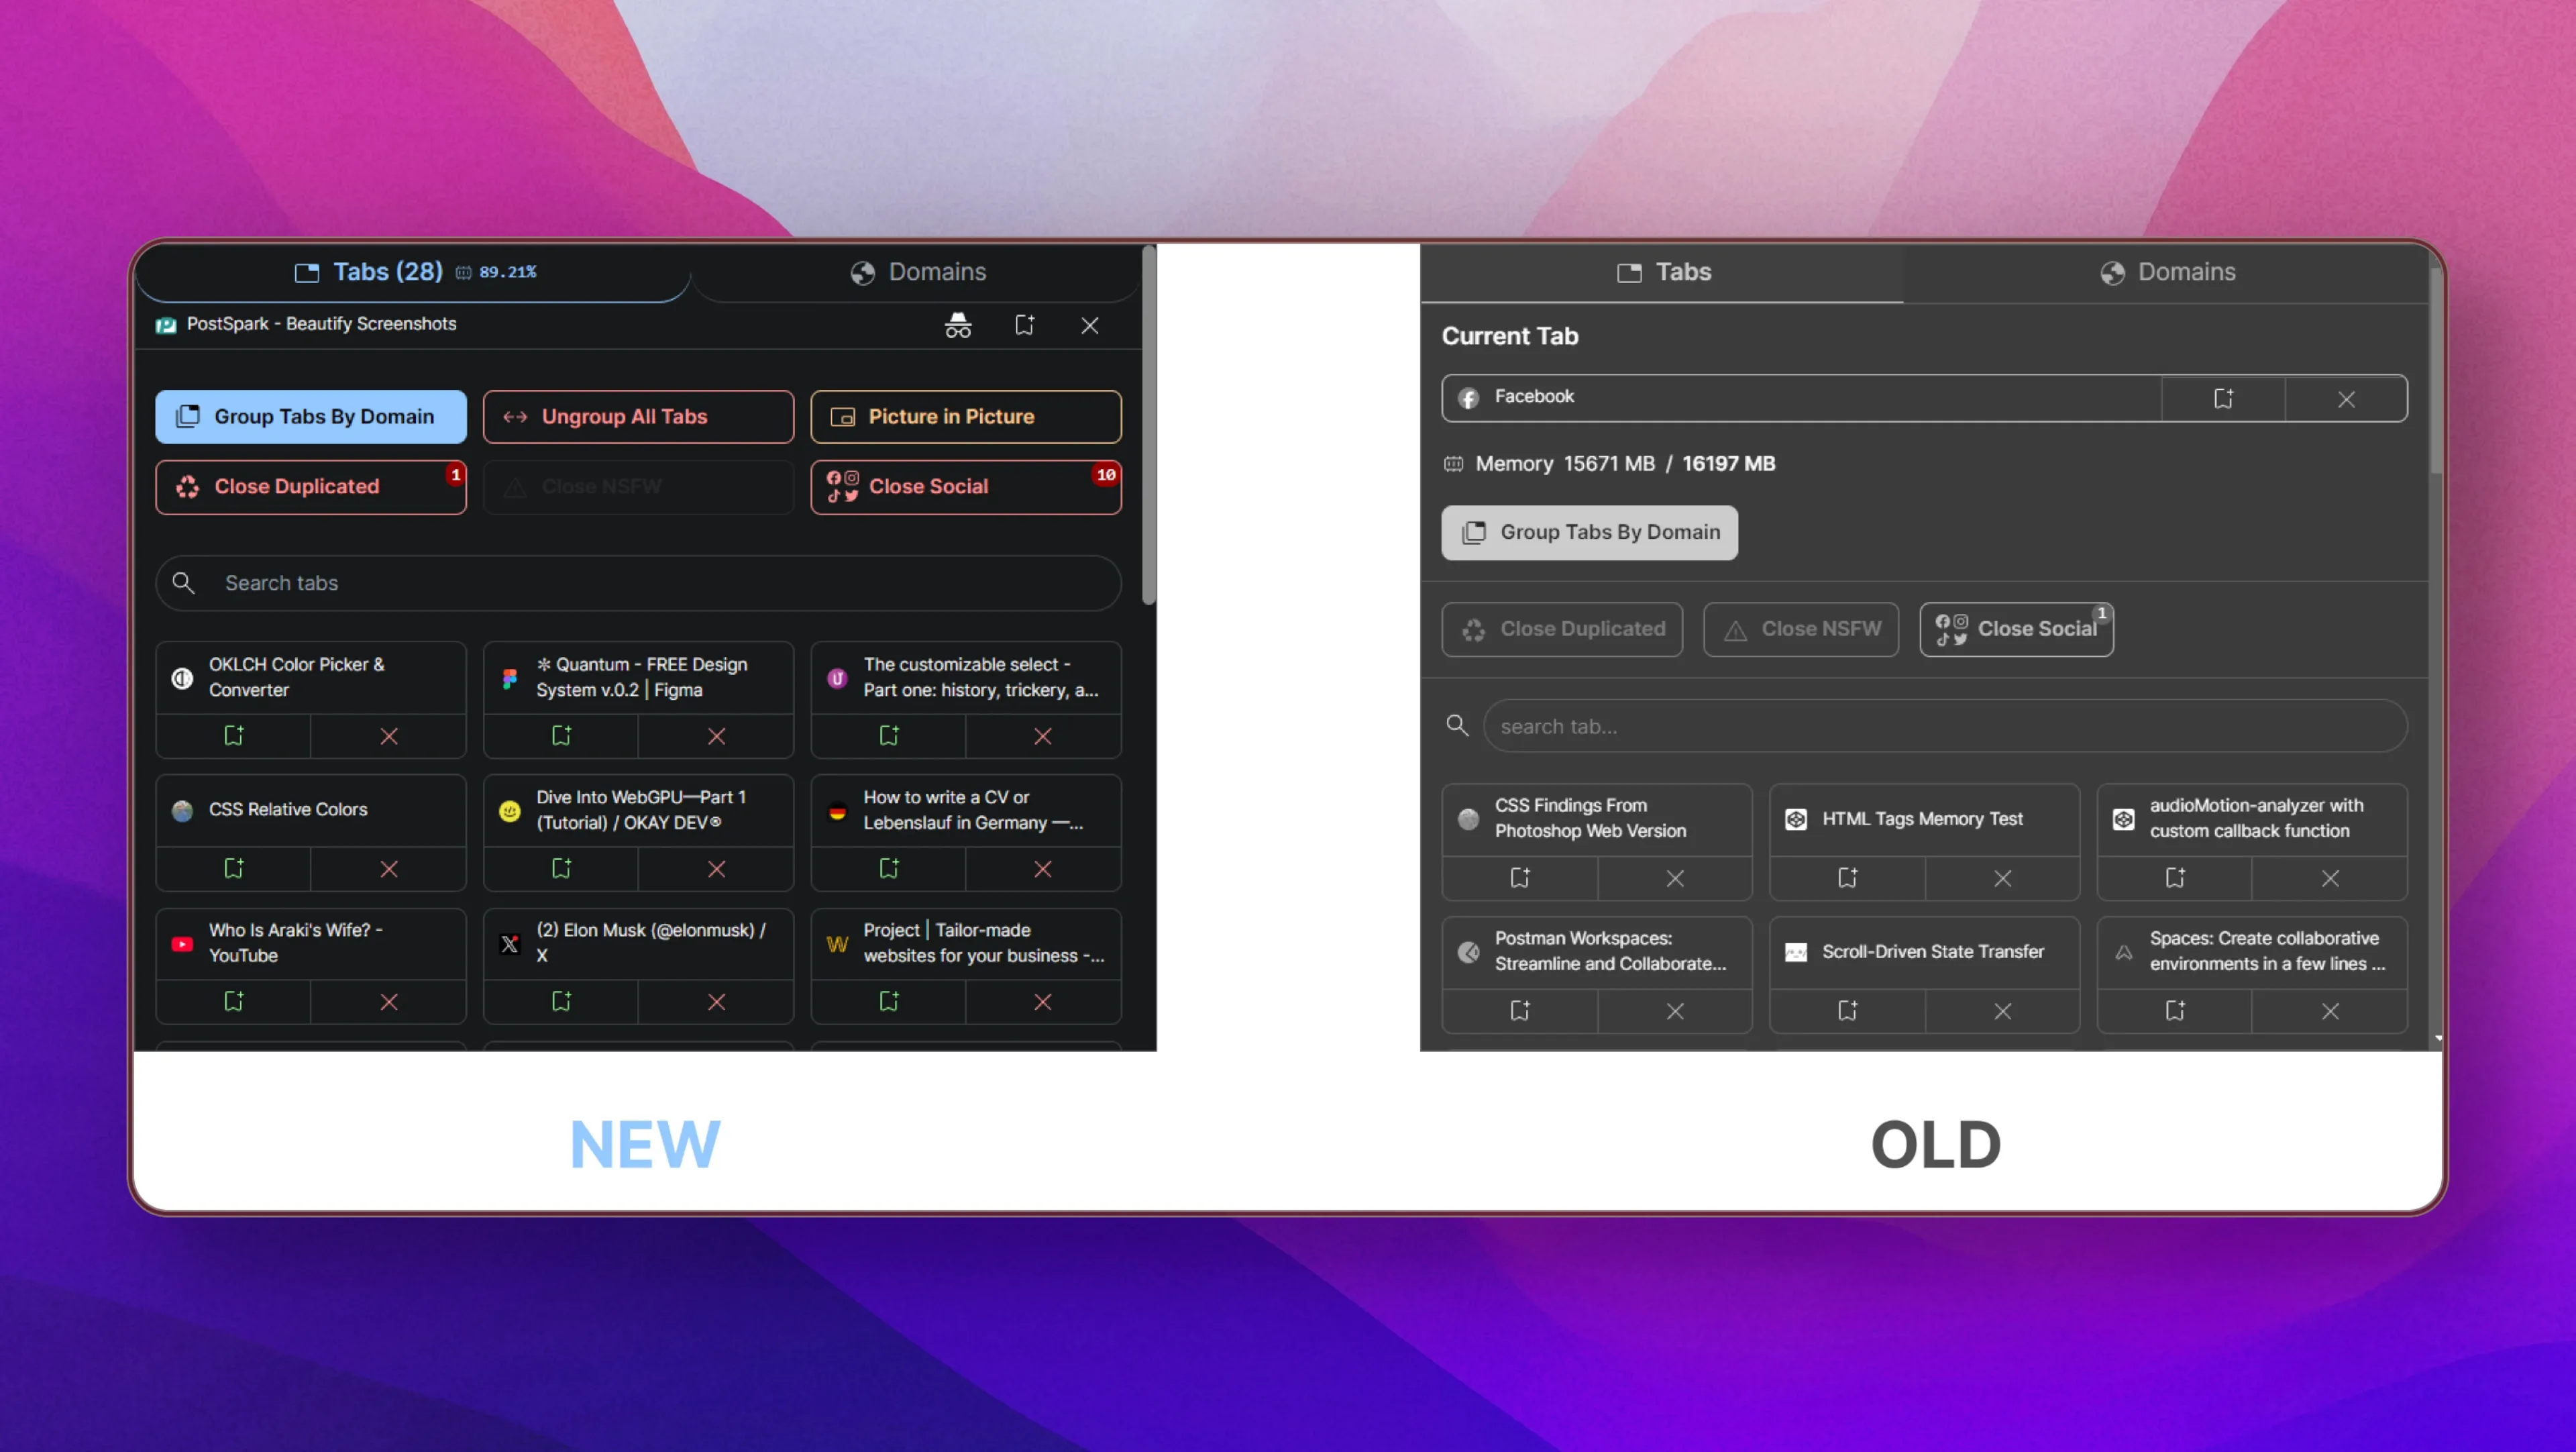 Tabs (28) 89.21%
Domains
PostSpark - Beautify Screenshots
Group Tabs By Domain
Ungroup All Tabs
Picture in Picture
Close Duplicated
1
Close NSFW
Close Social
10
Search tabs
OKLCH Color Picker &
Converter
✻ Quantum - FREE Design
System v.0.2 | Figma
The customizable select -
Part one: history, trickery, a...
CSS Relative Colors
Dive Into WebGPU—Part 1
(Tutorial) / OKAY DEV®
How to write a CV or
Lebenslauf in Germany —...
Who Is Araki's Wife? -
YouTube
(2) Elon Musk (@elonmusk) /
X
Project | Tailor-made
websites for your business -...
NEW
Tabs
Domains
Current Tab
Facebook
Memory 15671 MB / 16197 MB
Group Tabs By Domain
Close Duplicated
Close NSFW
Close Social
1
search tab...
CSS Findings From
Photoshop Web Version
HTML Tags Memory Test
audioMotion-analyzer with
custom callback function
Postman Workspaces:
Streamline and Collaborate...
Scroll-Driven State Transfer
Spaces: Create collaborative
environments in a few lines ...
OLD